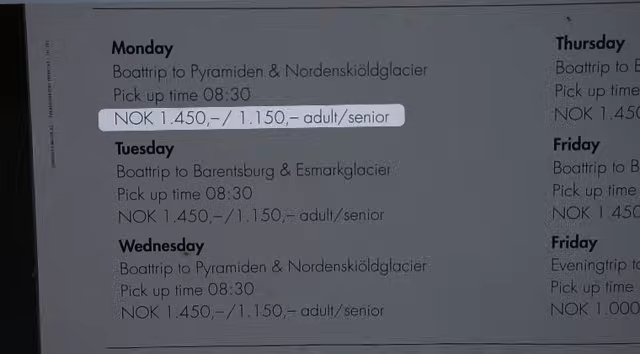 Monday
Boattrip to Pyramiden & Nordenskiöldglacier
Pick up time 08:30
NOK 1.450,–/ 1.150,– adult/senior
Tuesday
Boattrip to Barentsburg & Esmarkglacier
Pick up time 08:30
NOK 1.450,–/1.150,– adult/senior
Wednesday
Boattrip to Pyramiden & Nordenskiöldglacier
Pick up time 08:30
NOK 1.450,–/1.150,– adult/senior
Thursday
Boattrip to
Pick up time
NOK 1.45
Friday
Boattrip to B
Pick up time
NOK 1.450
Friday
Eveningtrip to
Pick up time
NOK 1.000